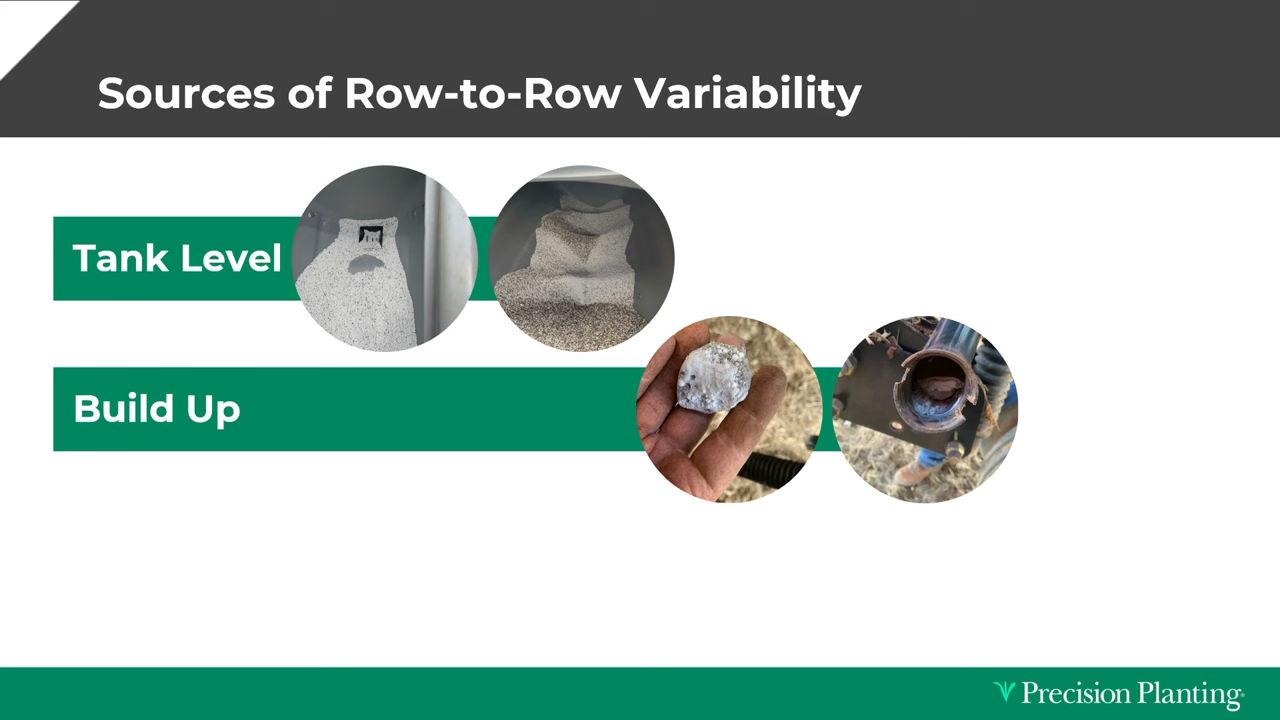 Sources of Row-to-Row Variability
Tank Level
Build Up
Precision Planting